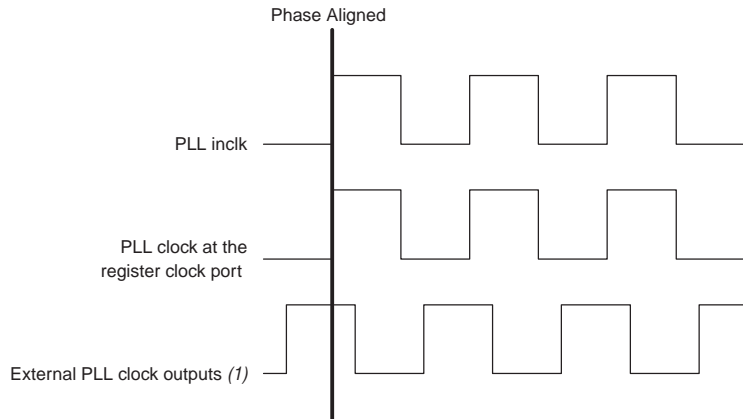 Phase Aligned
PLL inclk
PLL clock at the
register clock port
External PLL clock outputs (1)